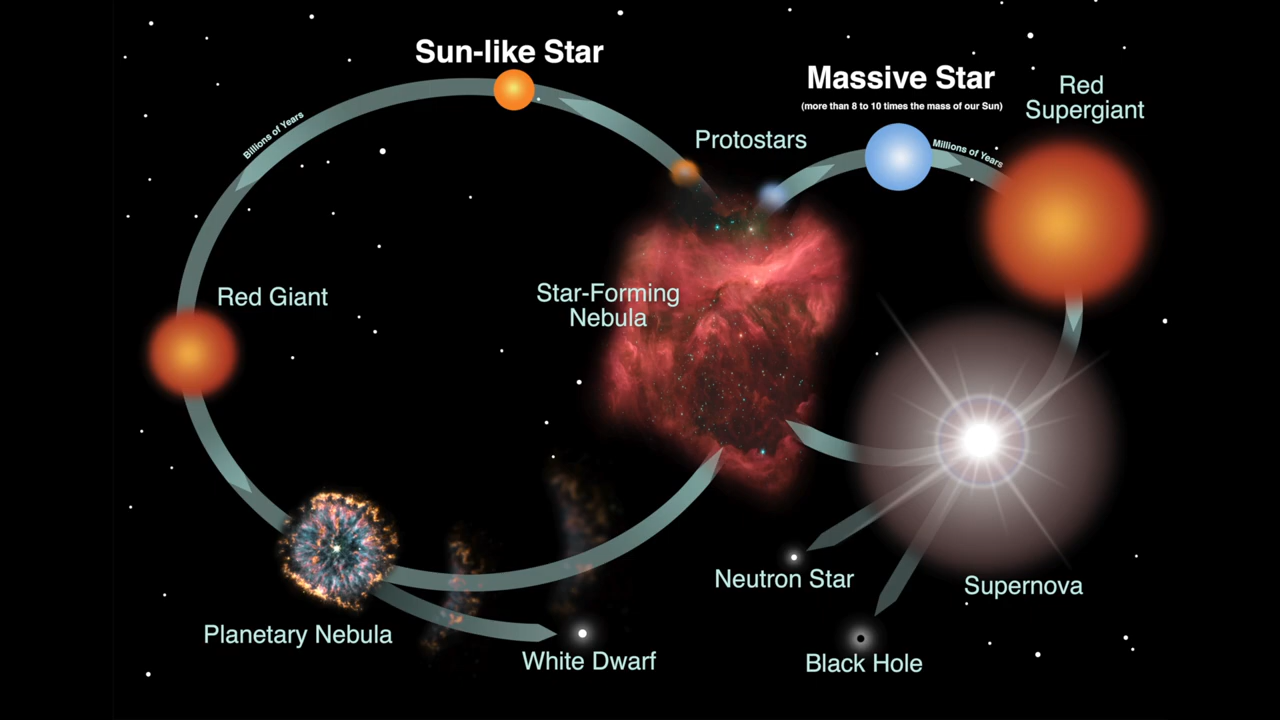 Sun-like Star
Massive Star
(more than 8 to 10 times the mass of our Sun)
Red
Supergiant
Billions of Years
Protostars
Millions of Years
Red Giant
Star-Forming
Nebula
Neutron Star
Supernova
Planetary Nebula
White Dwarf
Black Hole